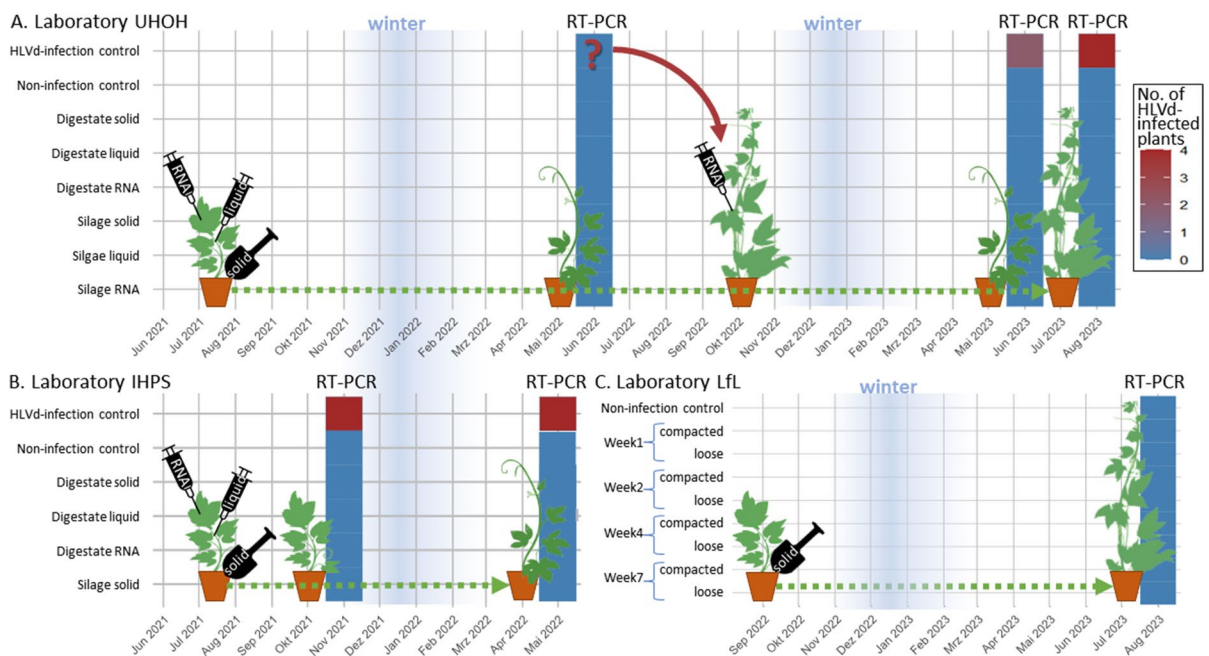 A. Laboratory UHOH
winter
RT-PCR
winter
RT-PCR RT-PCR
HLVd-infection control
Non-infection control
Digestate solid
Digestate liquid
Digestate RNA
Silage solid
Silgae liquid
Silage RNA
?
RNA
liquid
solid
RNA
No. of
HLVd-
infected
plants
4
3
2
1
0
Jun 2021
Jul 2021
Aug 2021
Sep 2021
Okt 2021
Nov 2021
Dez 2021
Jan 2022
Feb 2022
Mrz 2022
Apr 2022
Mai 2022
Jun 2022
Jul 2022
Aug 2022
Sep 2022
Okt 2022
Nov 2022
Dez 2022
Jan 2023
Feb 2023
Mrz 2023
Apr 2023
Mai 2023
Jun 2023
Jul 2023
Aug 2023
B. Laboratory IHPS
RT-PCR
RT-PCR
HLVd-infection control
Non-infection control
Digestate solid
Digestate liquid
Digestate RNA
Silage solid
RNA
liquid
solid
Jun 2021
Jul 2021
Aug 2021
Sep 2021
Okt 2021
Nov 2021
Dez 2021
Jan 2022
Feb 2022
Mrz 2022
Apr 2022
Mai 2022
C. Laboratory LfL
winter
RT-PCR
Non-infection control
Week1
compacted
loose
Week2
compacted
loose
Week4
compacted
loose
Week7
compacted
loose
solid
Sep 2022
Okt 2022
Nov 2022
Dez 2022
Jan 2023
Feb 2023
Mrz 2023
Apr 2023
Mai 2023
Jun 2023
Jul 2023
Aug 2023